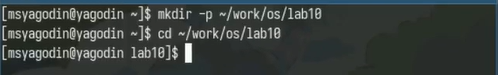 [msyagodin@yagodin ~]$ mkdir -p ~/work/os/lab10
[msyagodin@yagodin ~]$ cd ~/work/os/lab10
[msyagodin@yagodin lab10]$